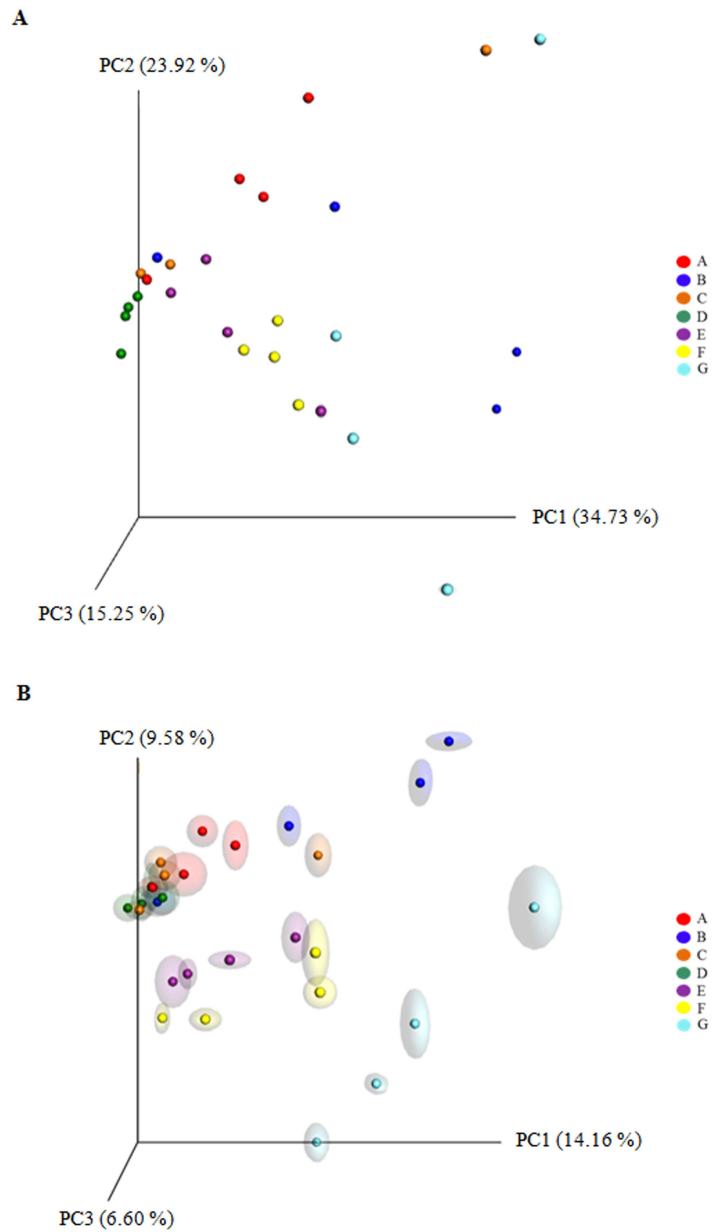 A
PC2 (23.92 %)
A
B
C
D
E
F
G
PC1 (34.73 %)
PC3 (15.25 %)
B
PC2 (9.58 %)
A
B
C
D
E
F
G
PC1 (14.16 %)
PC3 (6.60 %)